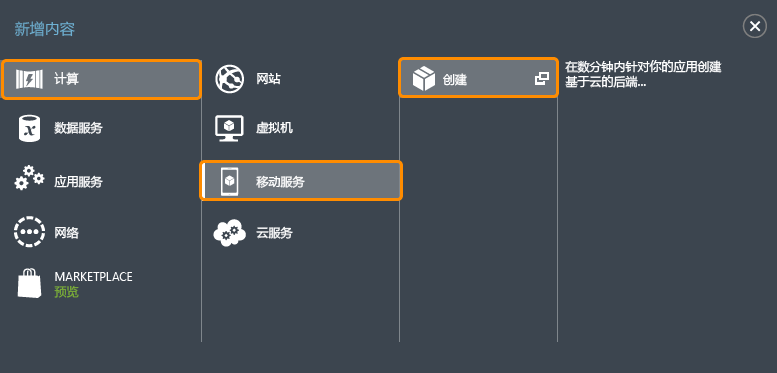 新增内容
计算
数据服务
应用服务
网络
MARKETPLACE
预览
网站
虚拟机
移动服务
云服务
创建
在数分钟内针对你的应用创建
基于云的后端...